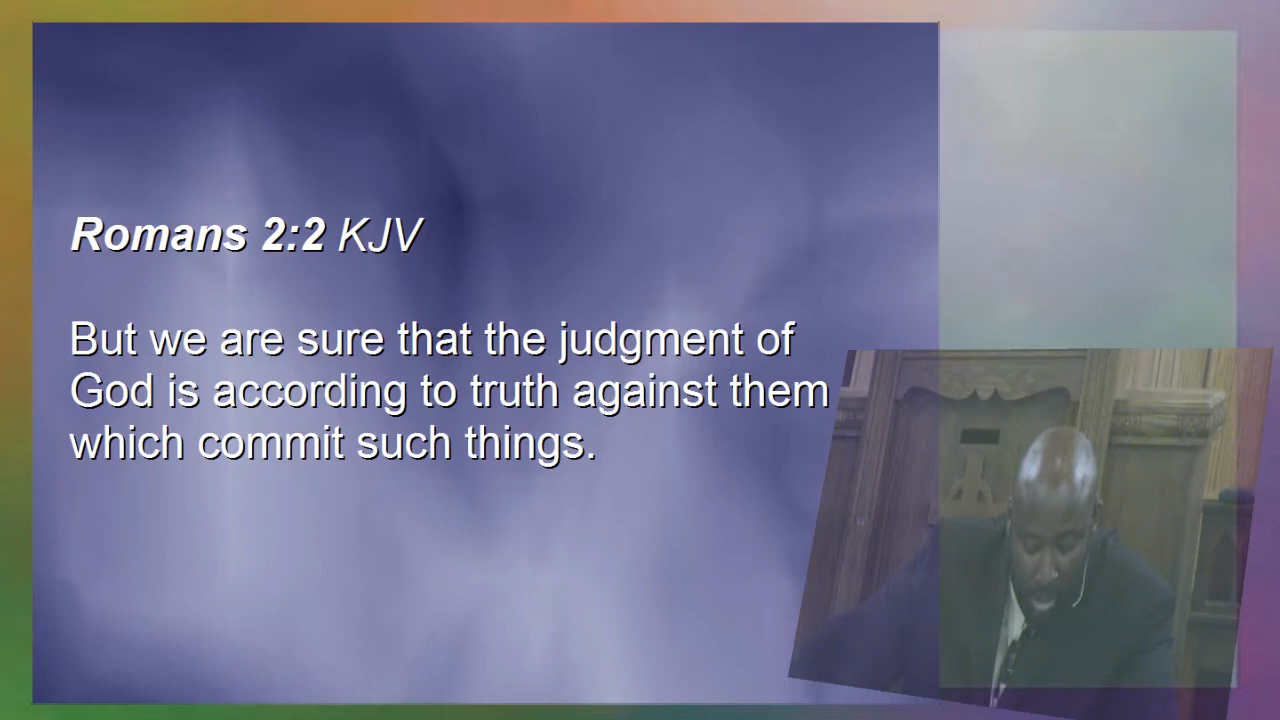 Romans 2:2 KJV
But we are sure that the judgment of
God is according to truth against them
which commit such things.